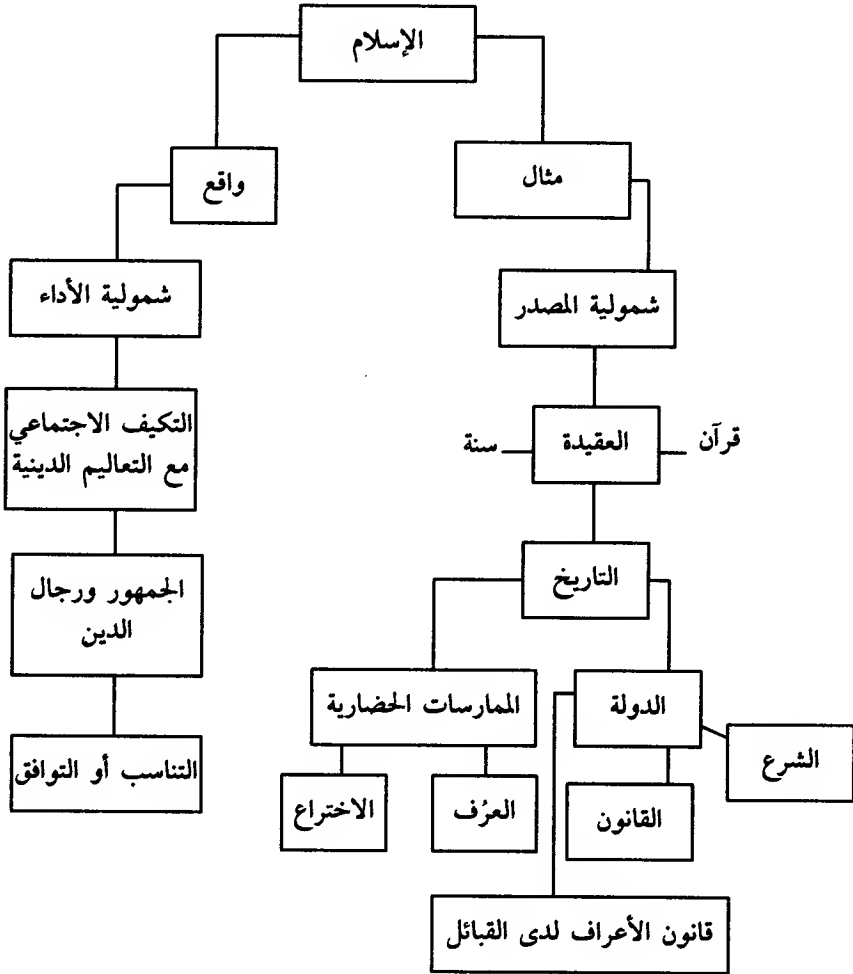 الإسلام
مثال
واقع
شمولية المصدر
شمولية الأداء
قرآن
العقيدة
سنة
التكيف الاجتماعي
مع التعاليم الدينية
التاريخ
الجمهور ورجال
الدين
الدولة
الممارسات الحضارية
الشرع
التناسب أو التوافق
القانون
العرُف
الاختراع
قانون الأعراف لدى القبائل